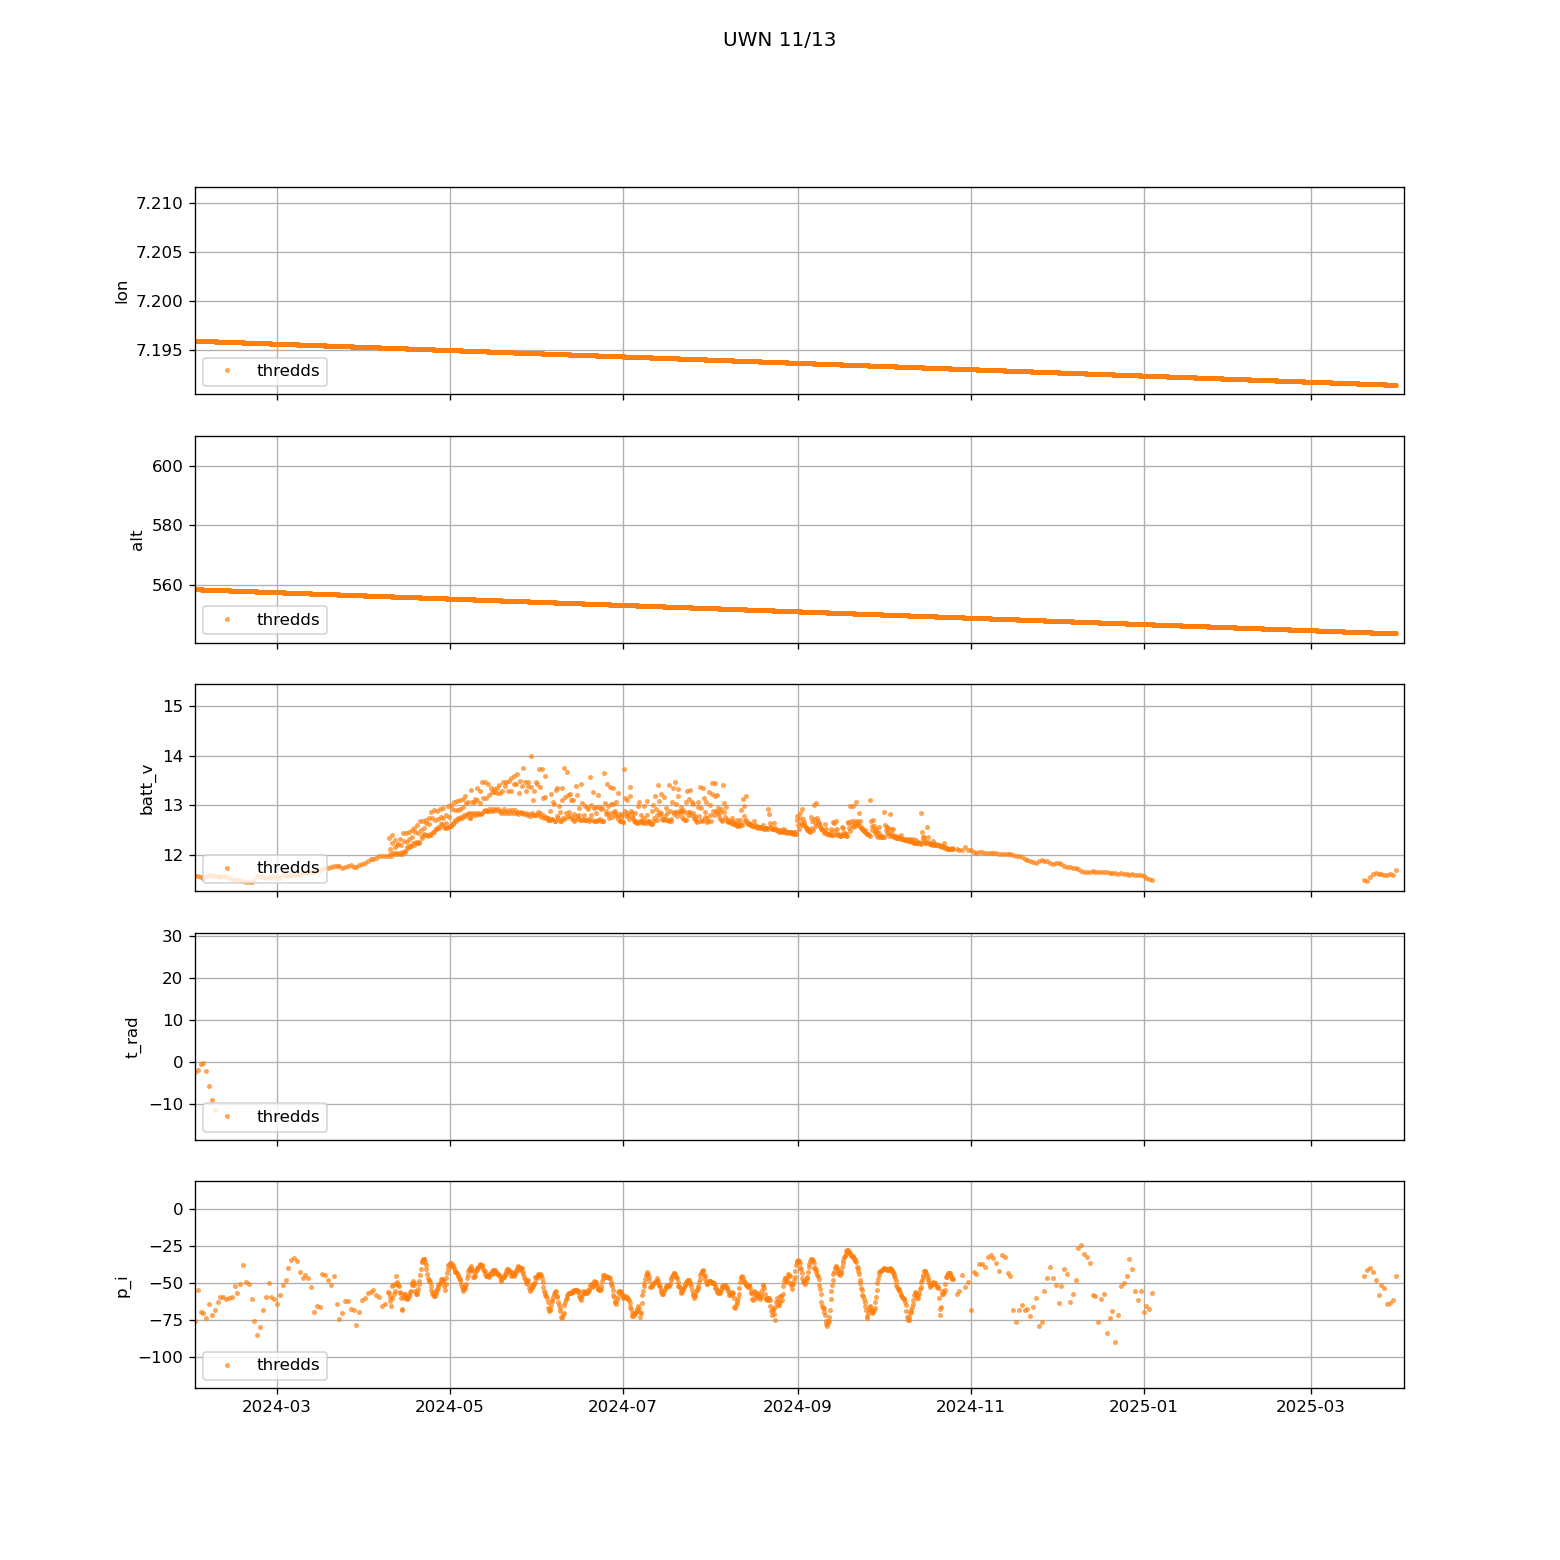 UWN 11/13
7.210
7.205
7.200
7.195
lon
thredds
600
580
560
alt
thredds
15
14
13
12
batt_v
thredds
30
20
10
0
−10
t_rad
thredds
0
−25
−50
−75
−100
p_i
thredds
2024-03 2024-05 2024-07 2024-09 2024-11 2025-01 2025-03